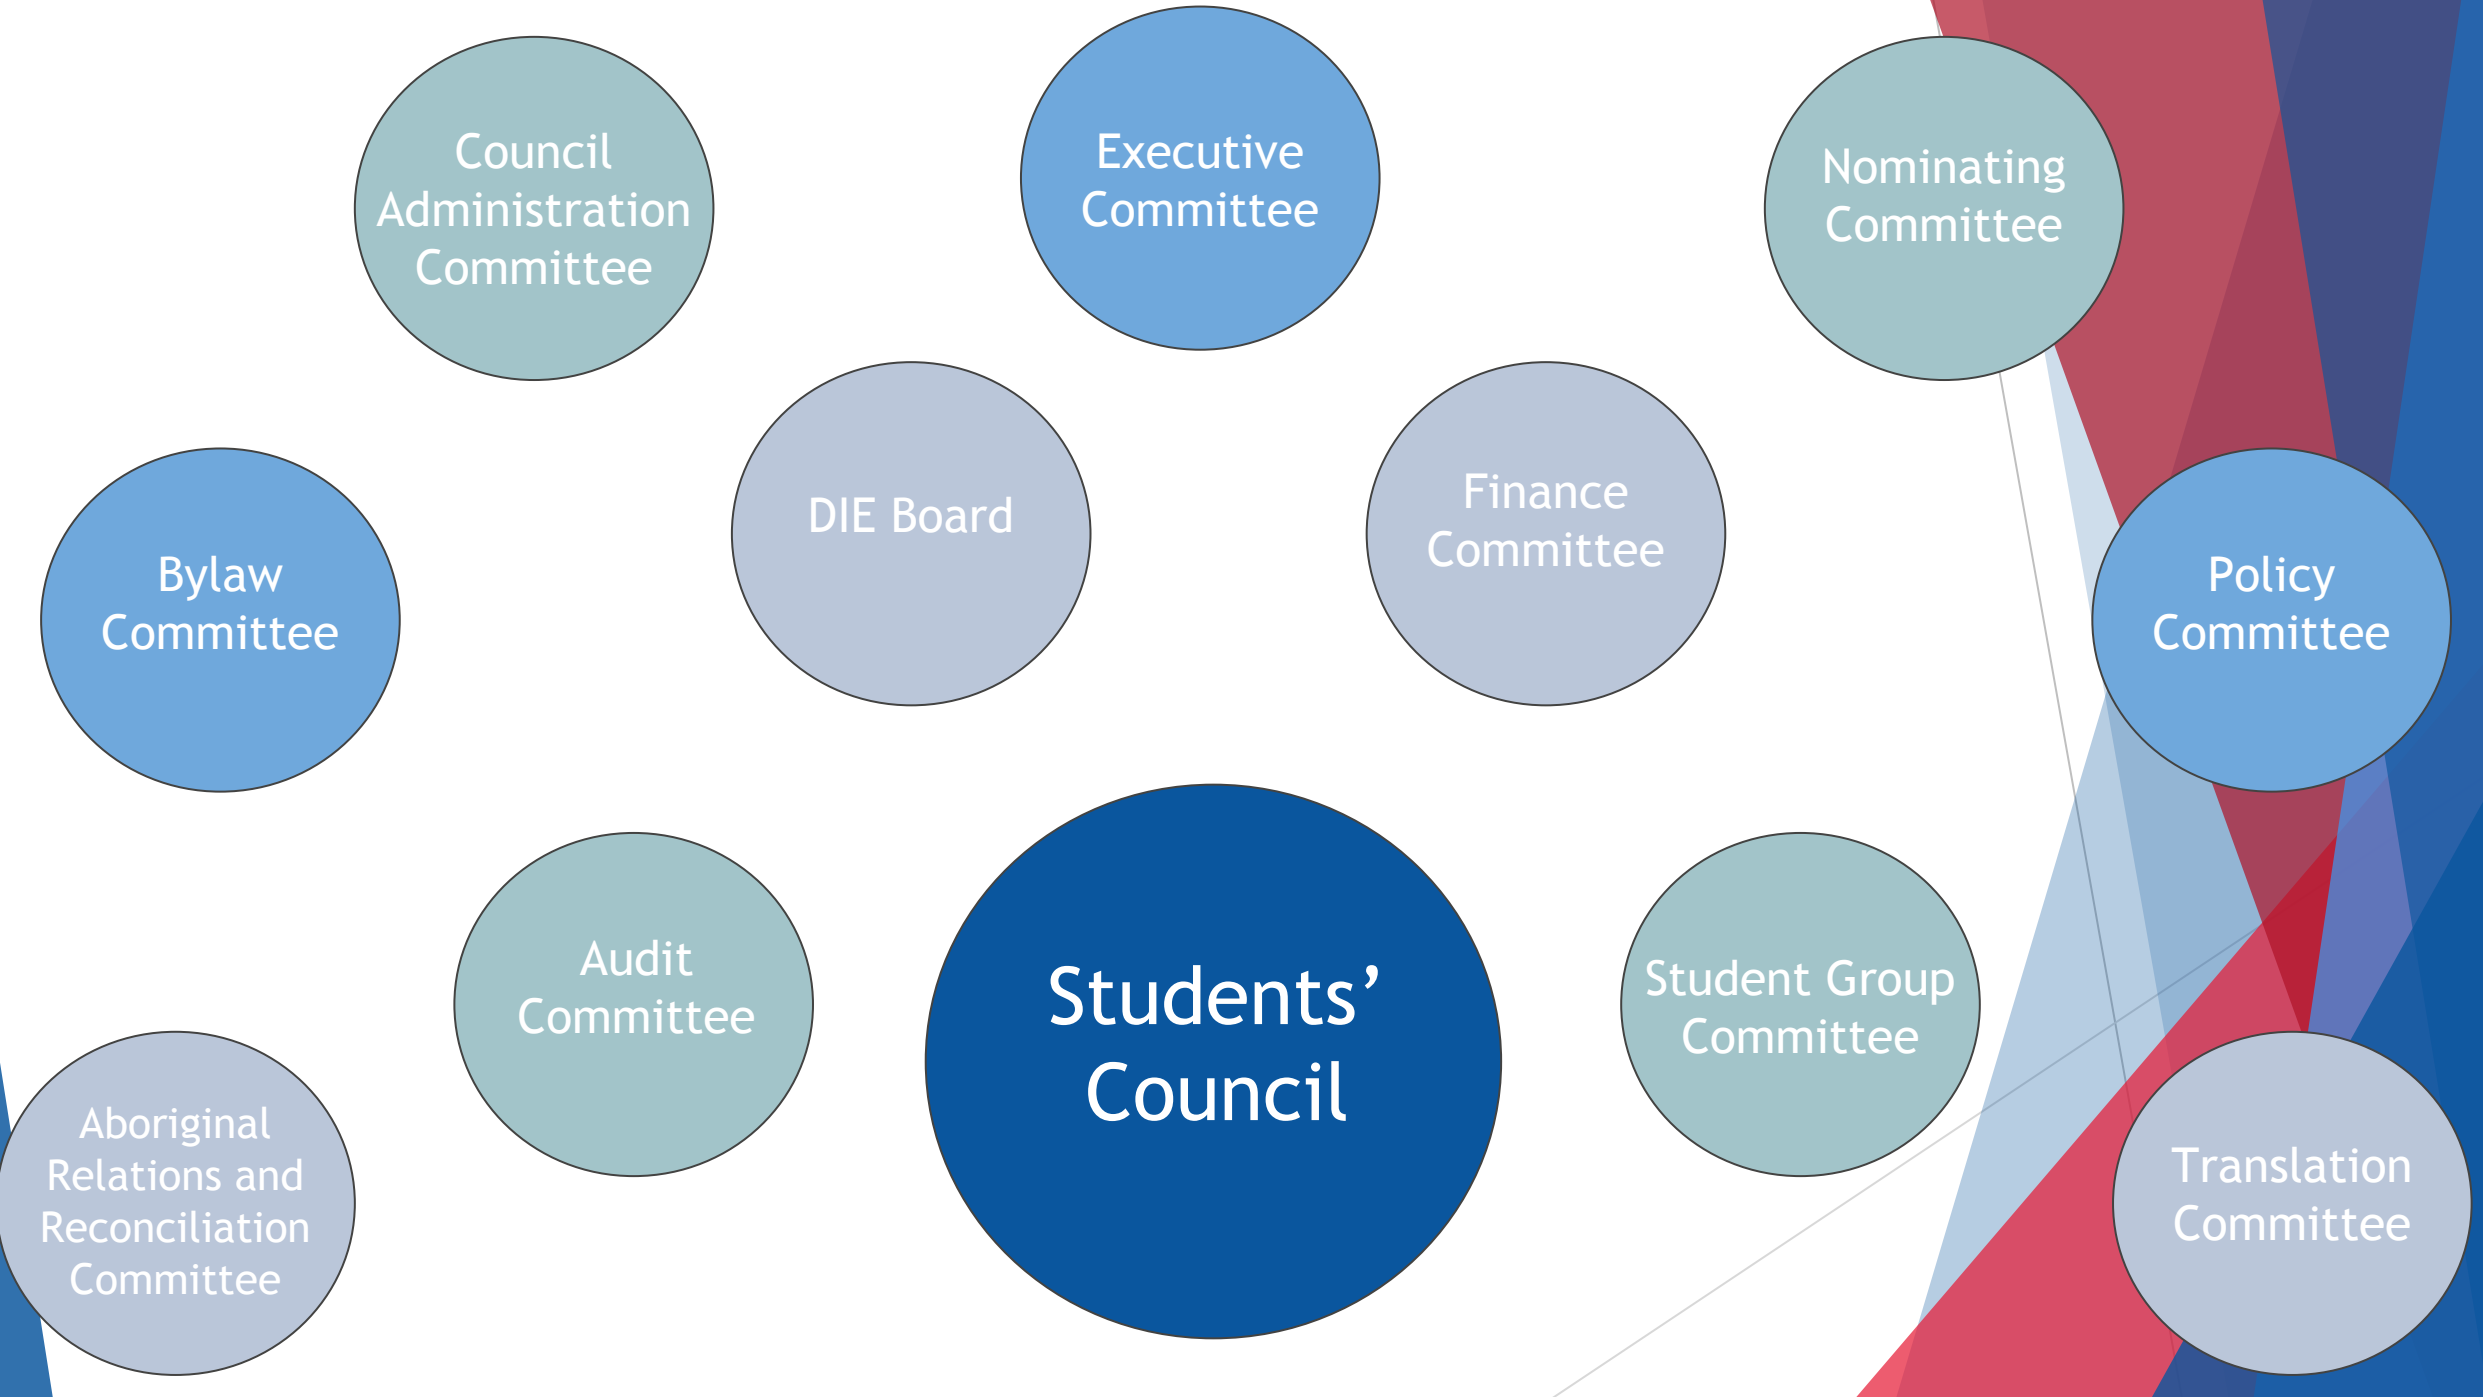 Council
Administration
Committee
Executive
Committee
Nominating
Committee
Bylaw
Committee
DIE Board
Finance
Committee
Policy
Committee
Audit
Committee
Students’
Council
Student Group
Committee
Aboriginal
Relations and
Reconciliation
Committee
Translation
Committee